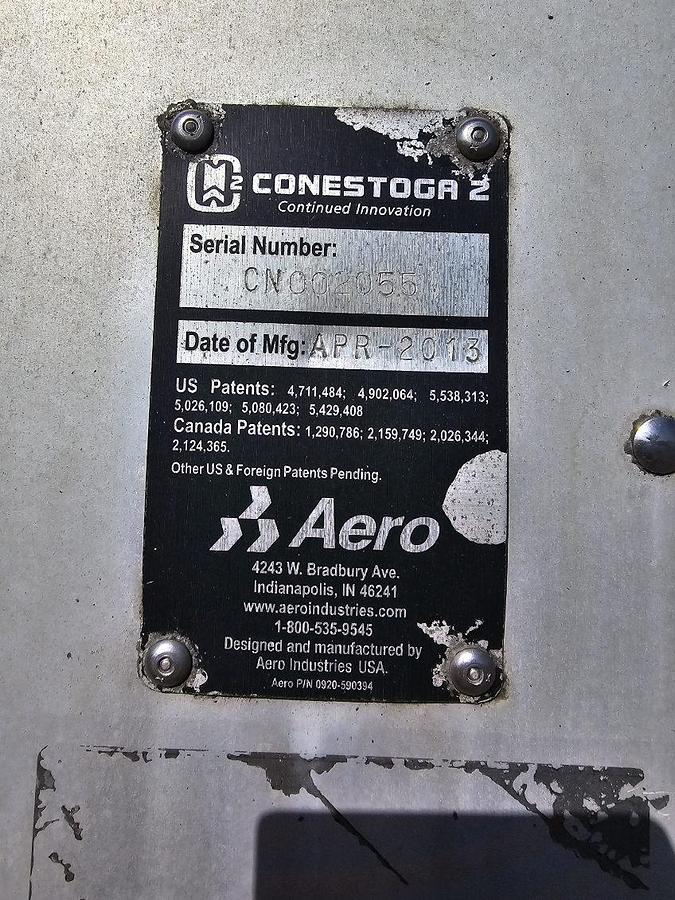 CONESTOGA 2
Continued Innovation
Serial Number:
CN002055
Date of Mfg: APR-2013
US Patents: 4,711,484; 4,902,064; 5,538,313;
5,026,109; 5,080,423; 5,429,408
Canada Patents: 1,290,786; 2,159,749; 2,026,344;
2,124,365.
Other US & Foreign Patents Pending.
Aero
4243 W. Bradbury Ave.
Indianapolis, IN 46241
www.aeroindustries.com
1-800-535-9545
Designed and manufactured by
Aero Industries USA.
Aero P/N 0920-590394